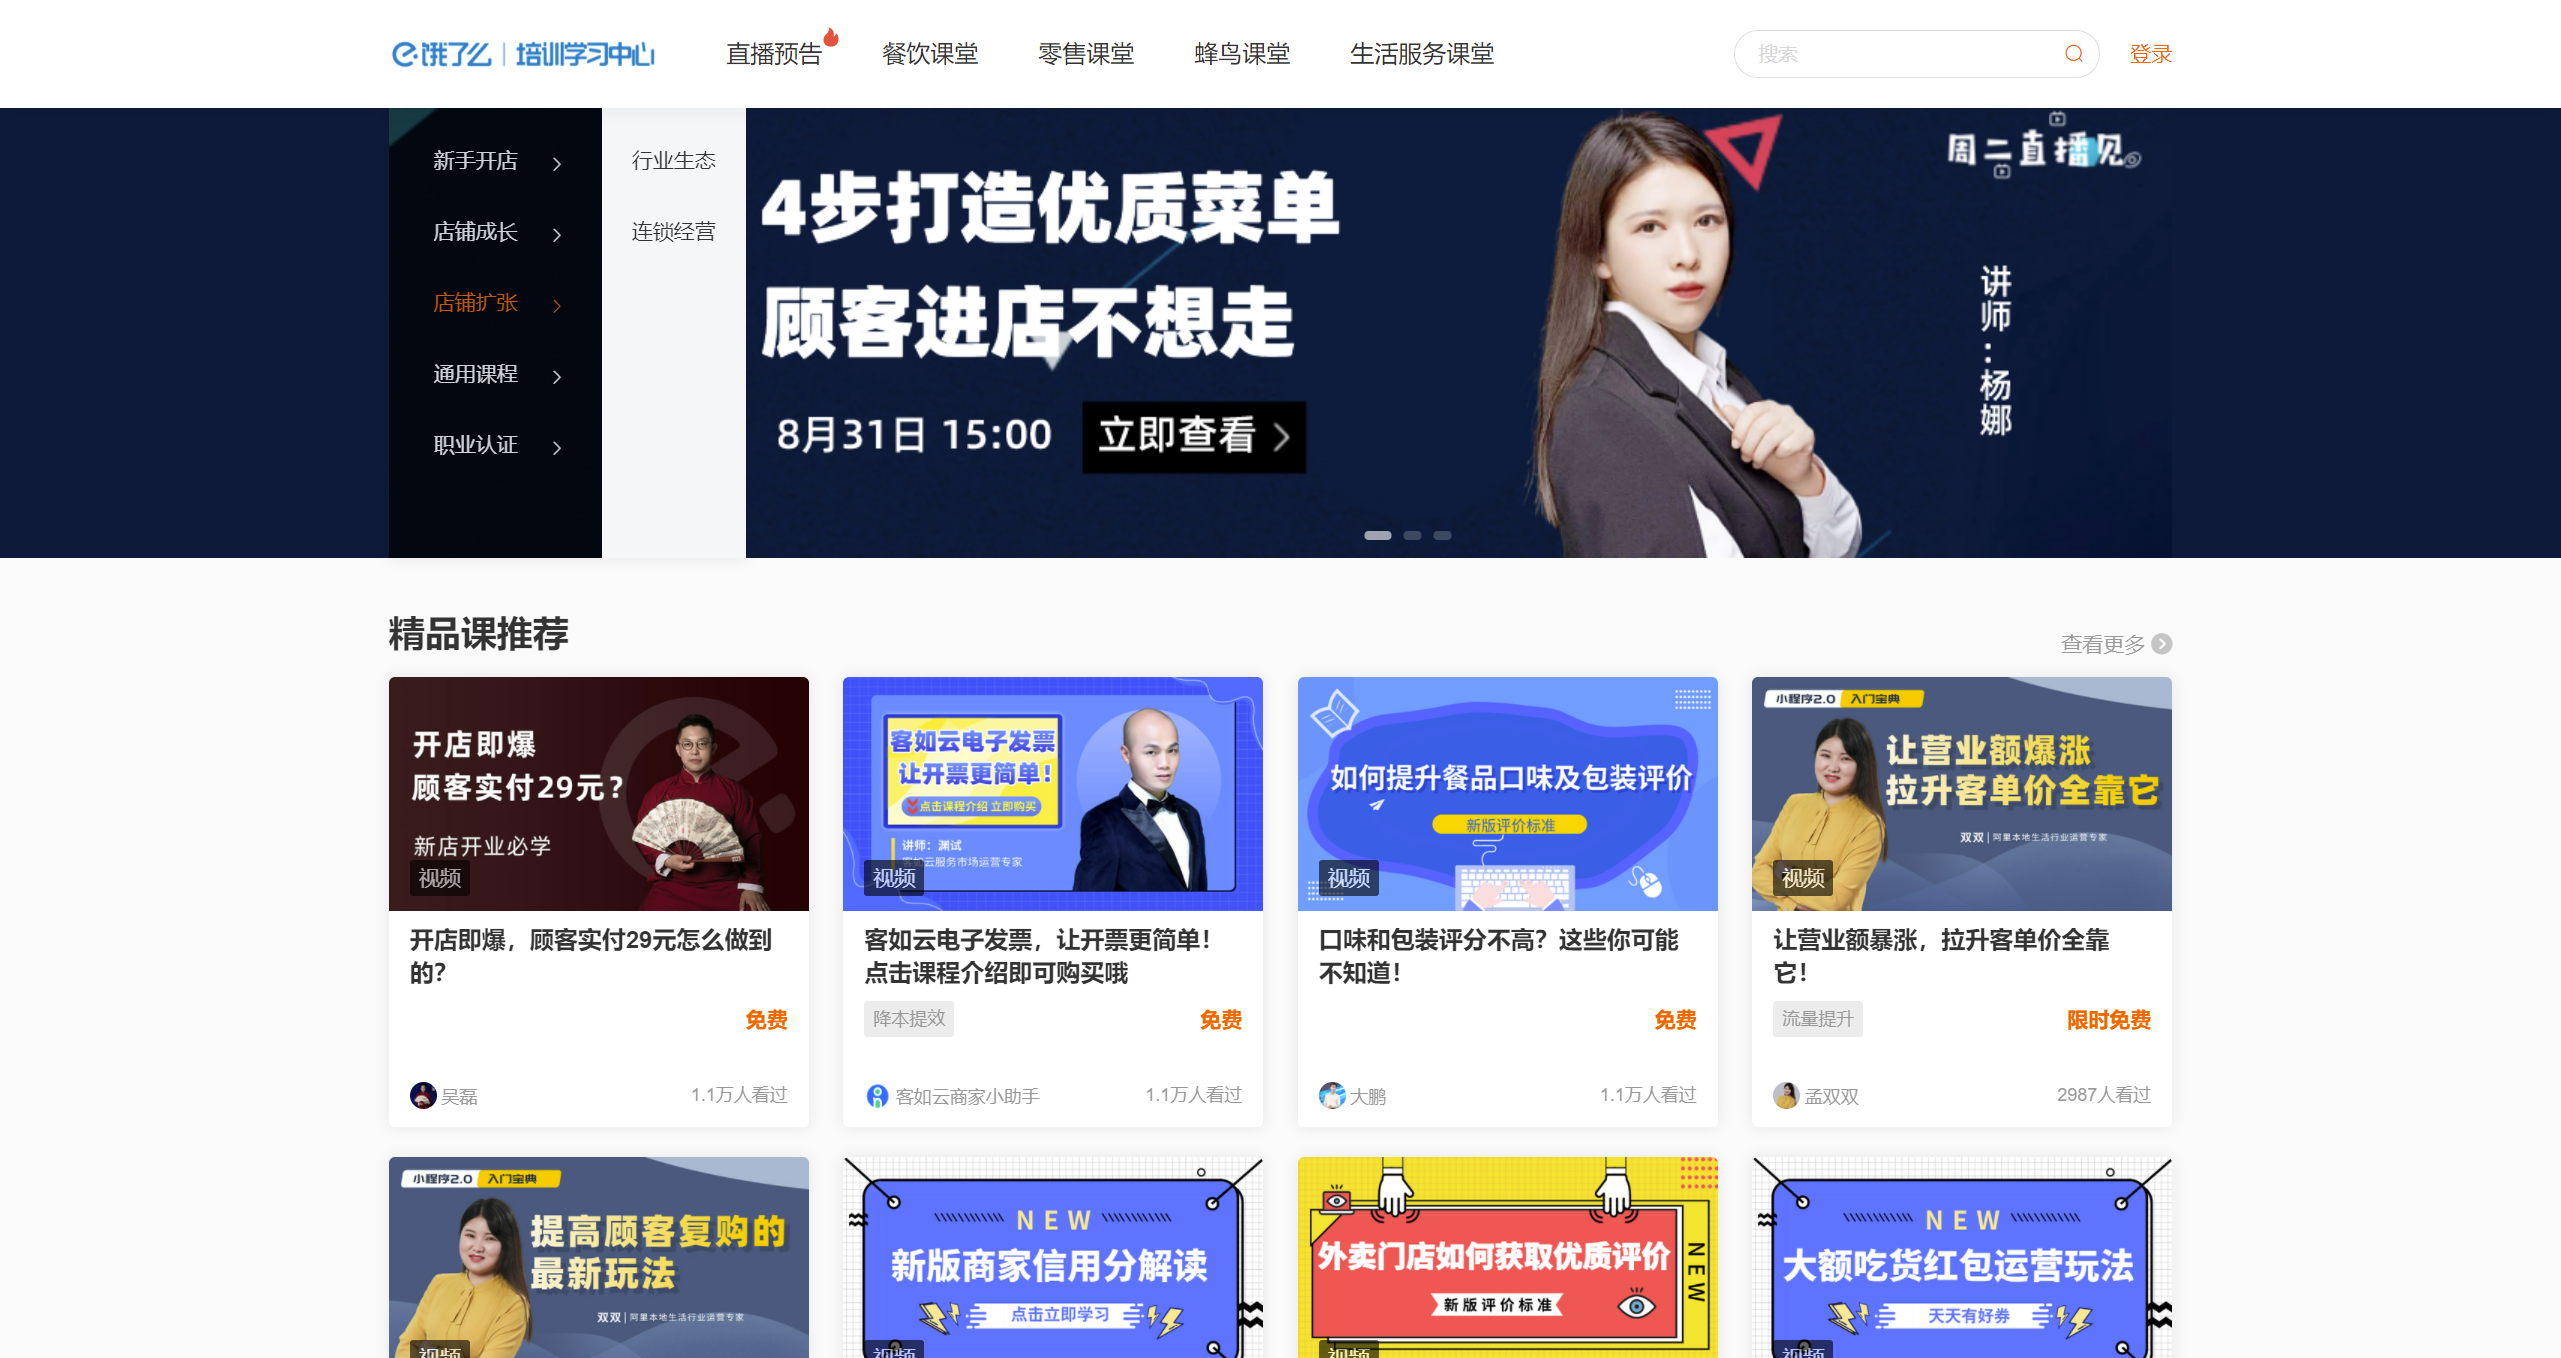 饿了么 | 培训学习中心
直播预告
餐饮课堂
零售课堂
蜂鸟课堂
生活服务课堂
搜索
登录
新手开店
店铺成长
店铺扩张
通用课程
职业认证
行业生态
连锁经营
4步打造优质菜单
顾客进店不想走
8月31日 15:00
立即查看 >
周二直播见
讲师：杨娜
精品课推荐
查看更多
开店即爆
顾客实付29元？
新店开业必学
视频
开店即爆，顾客实付29元怎么做到
的？
免费
吴磊
1.1万人看过
客如云电子发票
让开票更简单！
点击课程介绍 立即购买
讲师：渊试
客如云服务市场运营专家
视频
客如云电子发票，让开票更简单！
点击课程介绍即可购买哦
降本提效
免费
客如云商家小助手
1.1万人看过
如何提升餐品口味及包装评价
新版评价标准
视频
口味和包装评分不高？这些你可能
不知道！
免费
大鹏
1.1万人看过
小程序2.0 入门宝典
让营业额爆涨
拉升客单价全靠它
双双 | 阿里本地生活行业运营专家
视频
让营业额暴涨，拉升客单价全靠
它！
流量提升
限时免费
孟双双
2987人看过
小程序2.0 入门宝典
提高顾客复购的
最新玩法
双双 | 阿里本地生活行业运营专家
视频
NEW
新版商家信用分解读
点击立即学习
视频
外卖门店如何获取优质评价
新版评价标准
NEW
视频
NEW
大额吃货红包运营玩法
天天有好券
视频